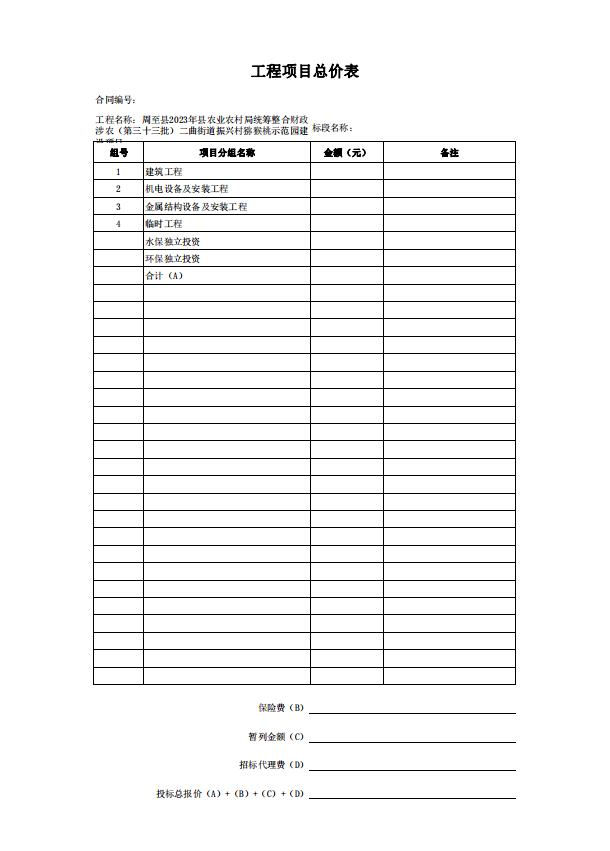 工程项目总价表
合同编号:
工程名称: 周至县2023年县农业农村局统筹整合财政
涉农（第三十三批）二曲街道振兴村猕猴桃示范园建 标段名称:
设项目
组号 项目分组名称 金额（元） 备注
1 建筑工程
2 机电设备及安装工程
3 金属结构设备及安装工程
4 临时工程
水保独立投资
环保独立投资
合计（A）
保险费（B）
暂列金额（C）
招标代理费（D）
投标总报价（A）+（B）+（C）+（D）